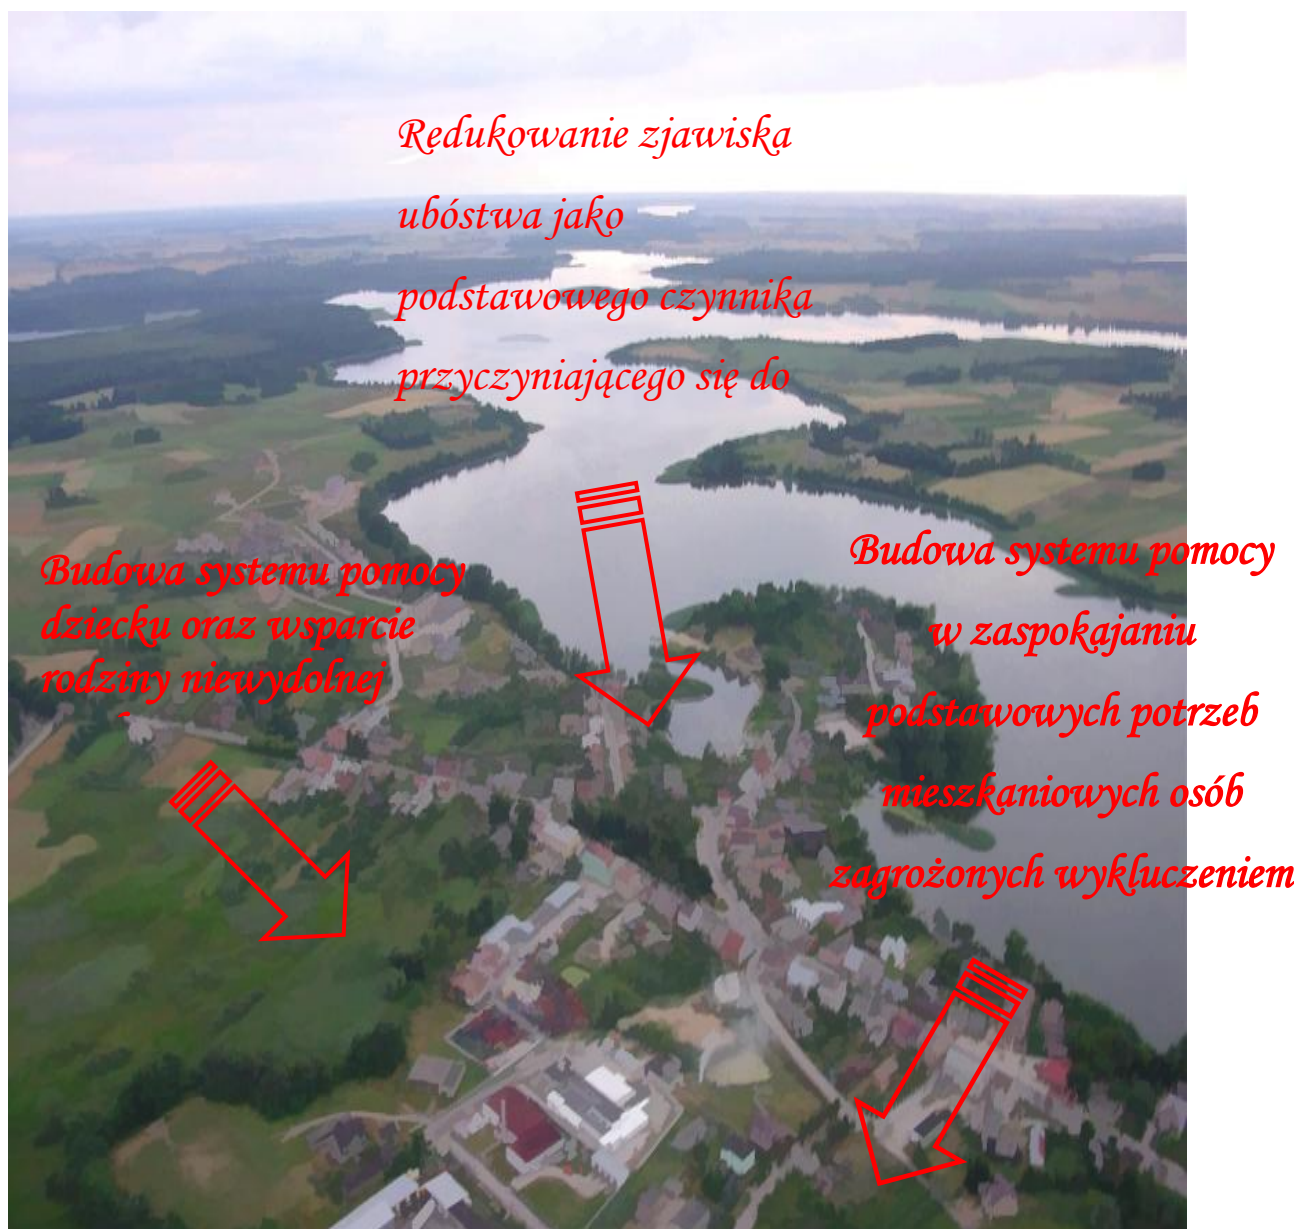 Redukowanie zjawiska
ubóstwa jako
podstawowego czynnika
przyczyniającego się do
Budowa systemu pomocy
dziecku oraz wsparcie
rodziny niewydolnej
Budowa systemu pomocy
w zaspokajaniu
podstawowych potrzeb
mieszkaniowych osób
zagrożonych wykluczeniem